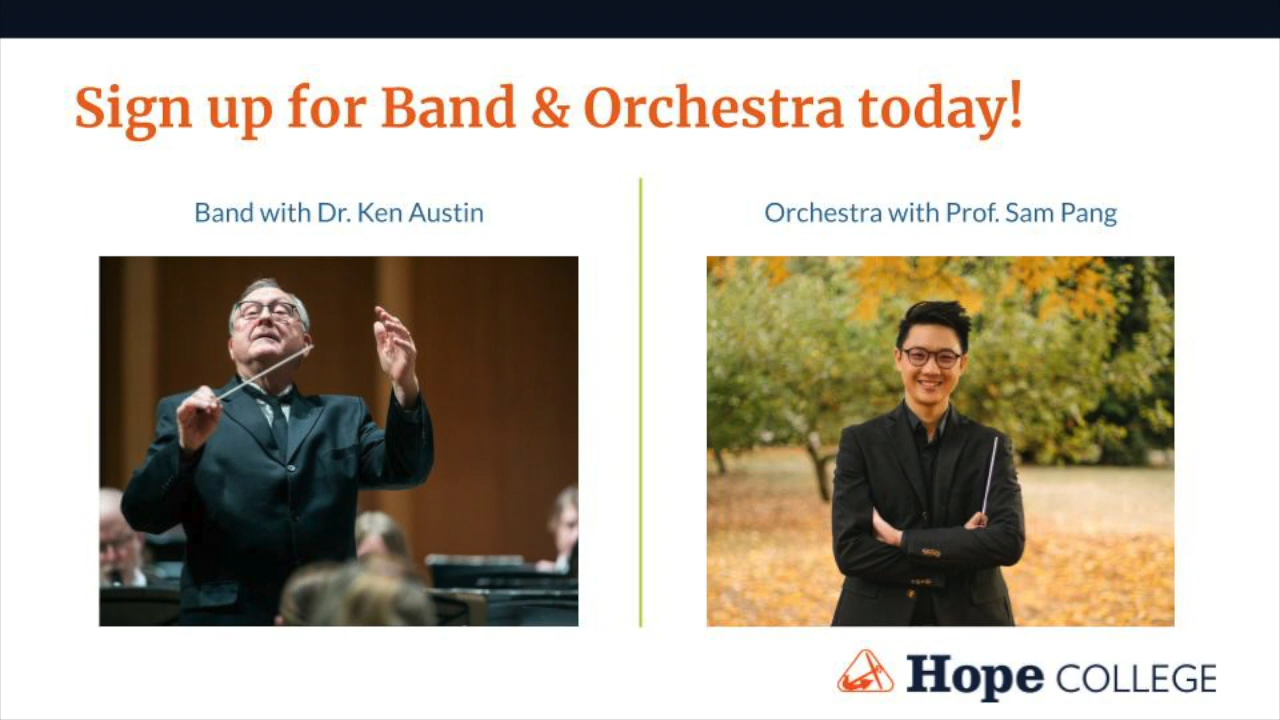 Sign up for Band & Orchestra today!
Band with Dr. Ken Austin
Orchestra with Prof. Sam Pang
Hope COLLEGE